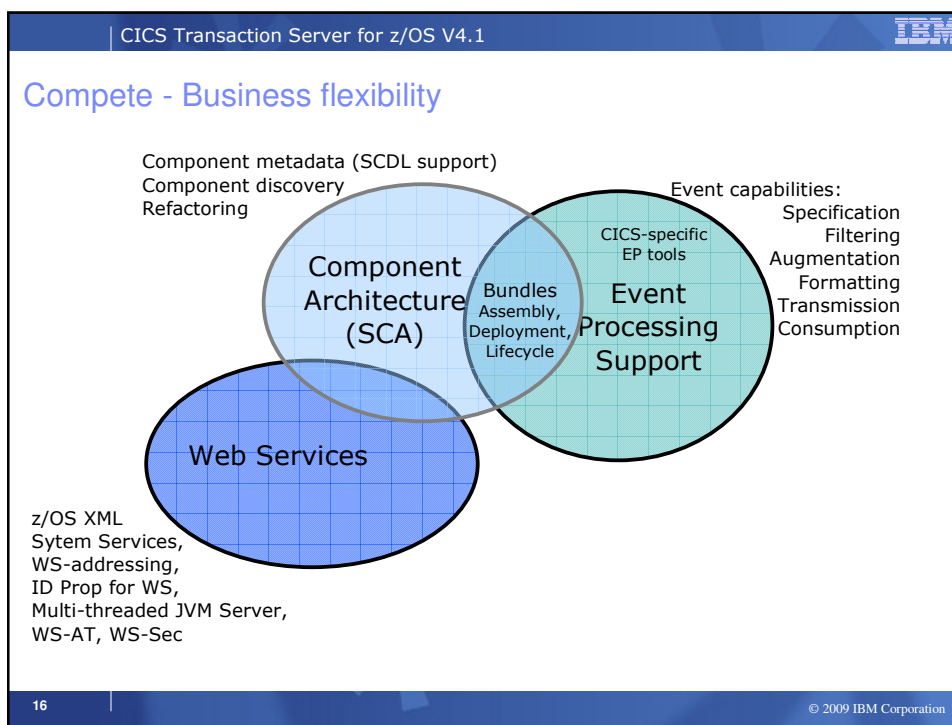 CICS Transaction Server for z/OS V4.1
IBM
Compete - Business flexibility
Component metadata (SCDL support)
Component discovery
Refactoring
Event capabilities:
Specification
Filtering
Augmentation
Formatting
Transmission
Consumption
Component
Architecture
(SCA)
Bundles
Assembly,
Deployment,
Lifecycle
CICS-specific
EP tools
Event
Processing
Support
Web Services
z/OS XML
Sytem Services,
WS-addressing,
ID Prop for WS,
Multi-threaded JVM Server,
WS-AT, WS-Sec
16
© 2009 IBM Corporation